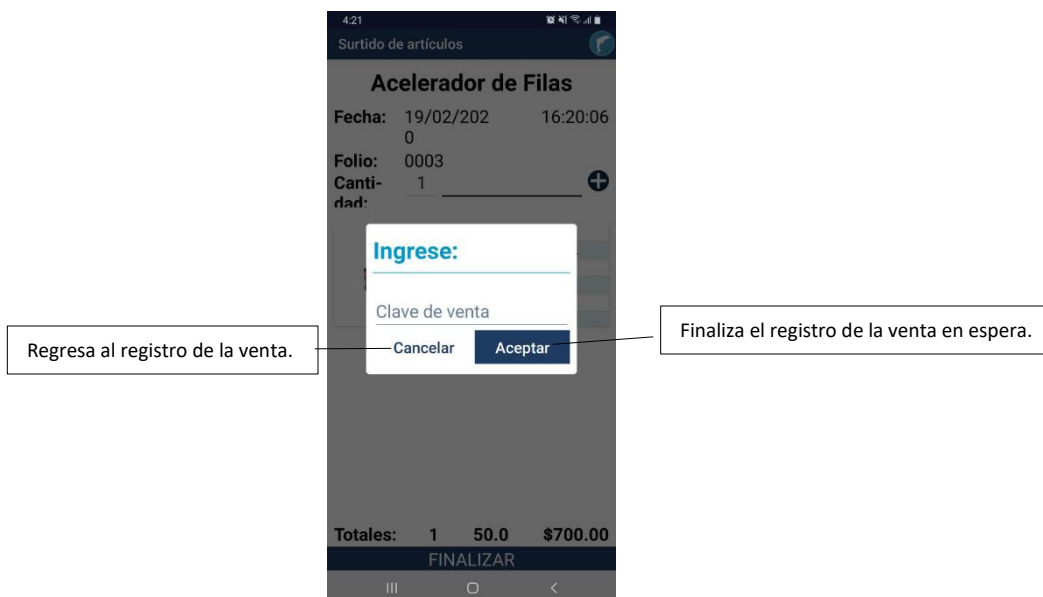 4:21
Surtido de artículos
Acelerador de Filas
Fecha: 19/02/202 16:20:06
0
Folio: 0003
Canti- 1
dad:
Ingrese:
Clave de venta
Cancelar Aceptar
Regresa al registro de la venta.
Finaliza el registro de la venta en espera.
Totales: 1 50.0 $700.00
FINALIZAR